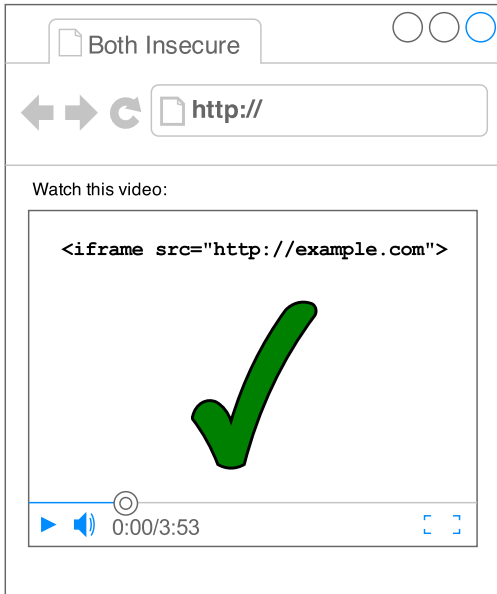 Both Insecure
http://
Watch this video:
<iframe src="http://example.com">
0:00/3:53